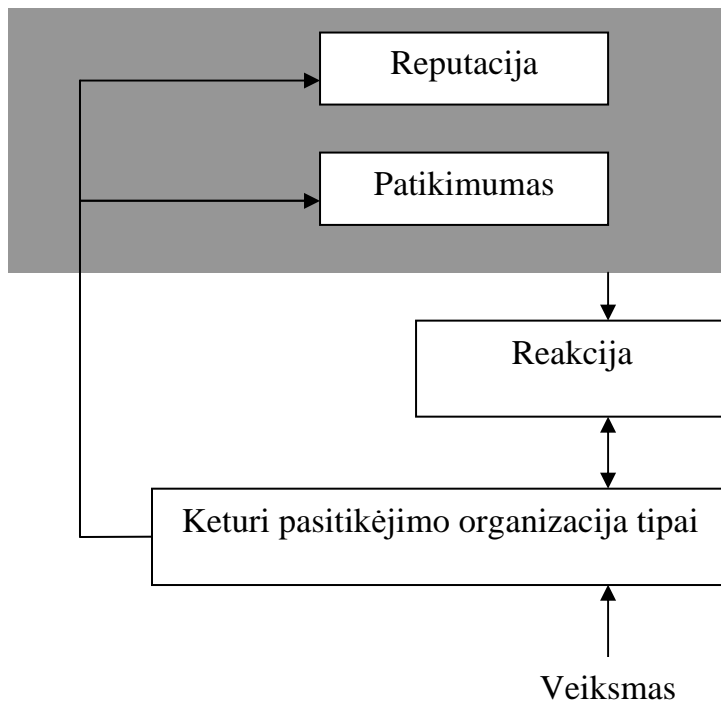 Reputacija
Patikimumas
Reakcija
Keturi pasitikėjimo organizacija tipai
Veiksmas